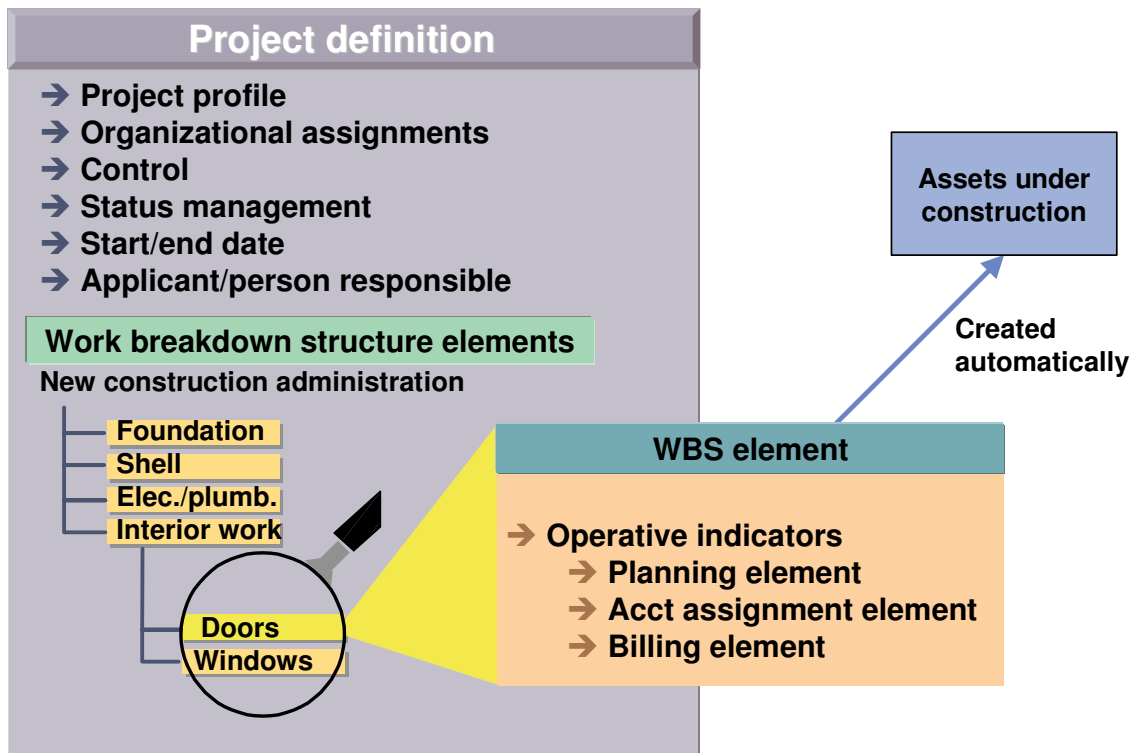 Project definition
Project profile
Organizational assignments
Control
Status management
Start/end date
Applicant/person responsible
Work breakdown structure elements
New construction administration
Foundation
Shell
Elec./plumb.
Interior work
Doors
Windows
Assets under
construction
Created
automatically
WBS element
Operative indicators
Planning element
Acct assignment element
Billing element